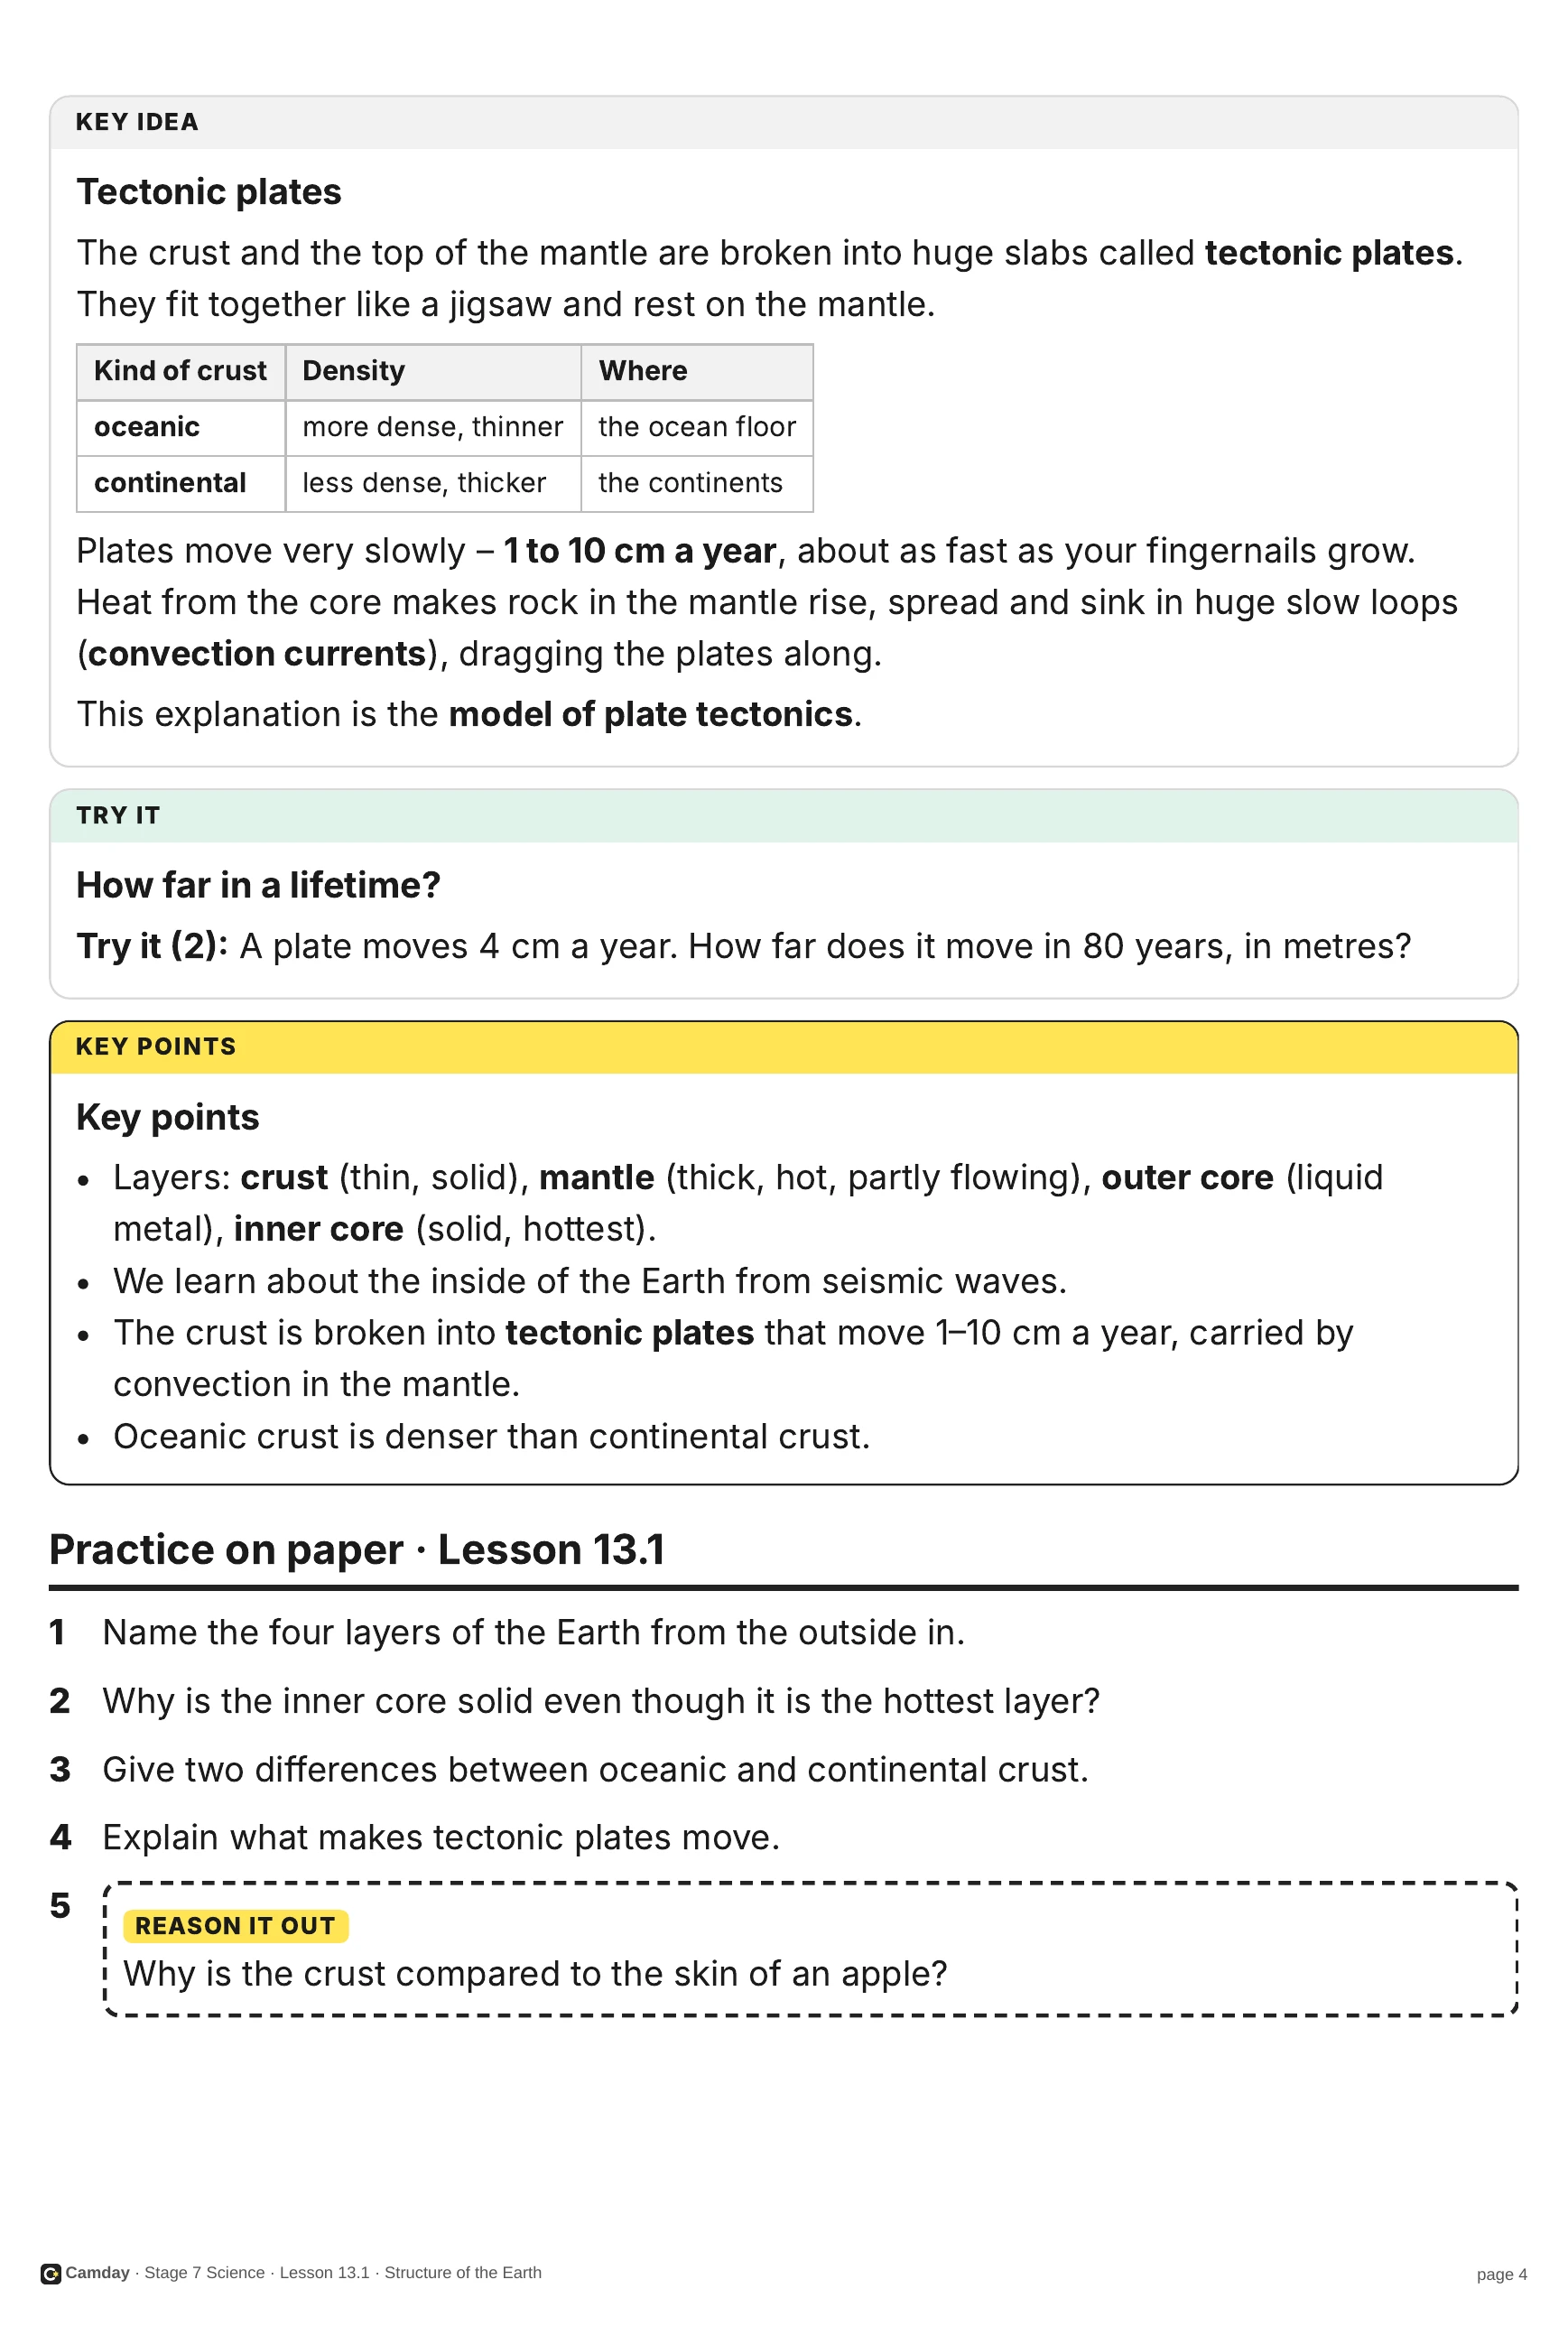 KEY IDEA
Tectonic plates
The crust and the top of the mantle are broken into huge slabs called tectonic plates.
They fit together like a jigsaw and rest on the mantle.
Kind of crust Density Where
oceanic more dense, thinner the ocean floor
continental less dense, thicker the continents
Plates move very slowly – 1 to 10 cm a year, about as fast as your fingernails grow.
Heat from the core makes rock in the mantle rise, spread and sink in huge slow loops
(convection currents), dragging the plates along.
This explanation is the model of plate tectonics.
TRY IT
How far in a lifetime?
Try it (2): A plate moves 4 cm a year. How far does it move in 80 years, in metres?
KEY POINTS
Key points
• Layers: crust (thin, solid), mantle (thick, hot, partly flowing), outer core (liquid
metal), inner core (solid, hottest).
• We learn about the inside of the Earth from seismic waves.
• The crust is broken into tectonic plates that move 1–10 cm a year, carried by
convection in the mantle.
• Oceanic crust is denser than continental crust.
Practice on paper · Lesson 13.1
1 Name the four layers of the Earth from the outside in.
2 Why is the inner core solid even though it is the hottest layer?
3 Give two differences between oceanic and continental crust.
4 Explain what makes tectonic plates move.
5 REASON IT OUT
Why is the crust compared to the skin of an apple?
Camday · Stage 7 Science · Lesson 13.1 · Structure of the Earth page 4